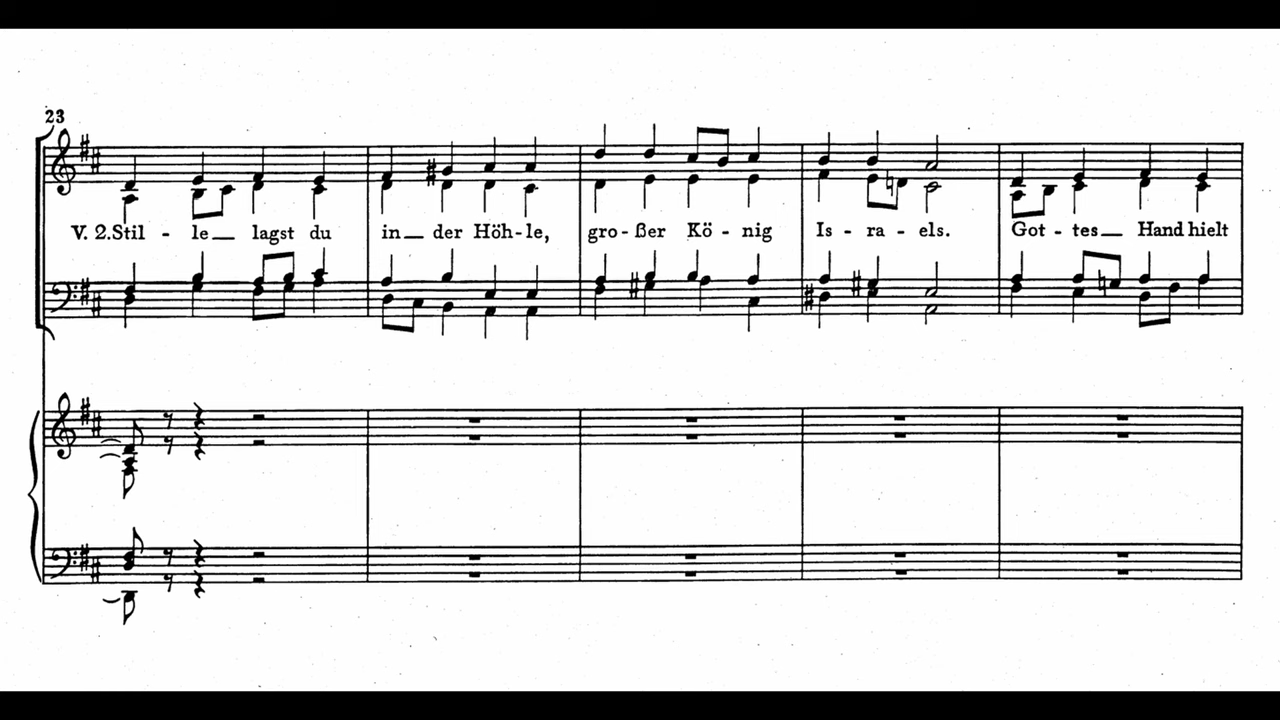 23
V. 2. Stil - le lagst du in der Höh - le, gro - ßer Kö - nig Is - ra - els. Got - tes Hand hielt